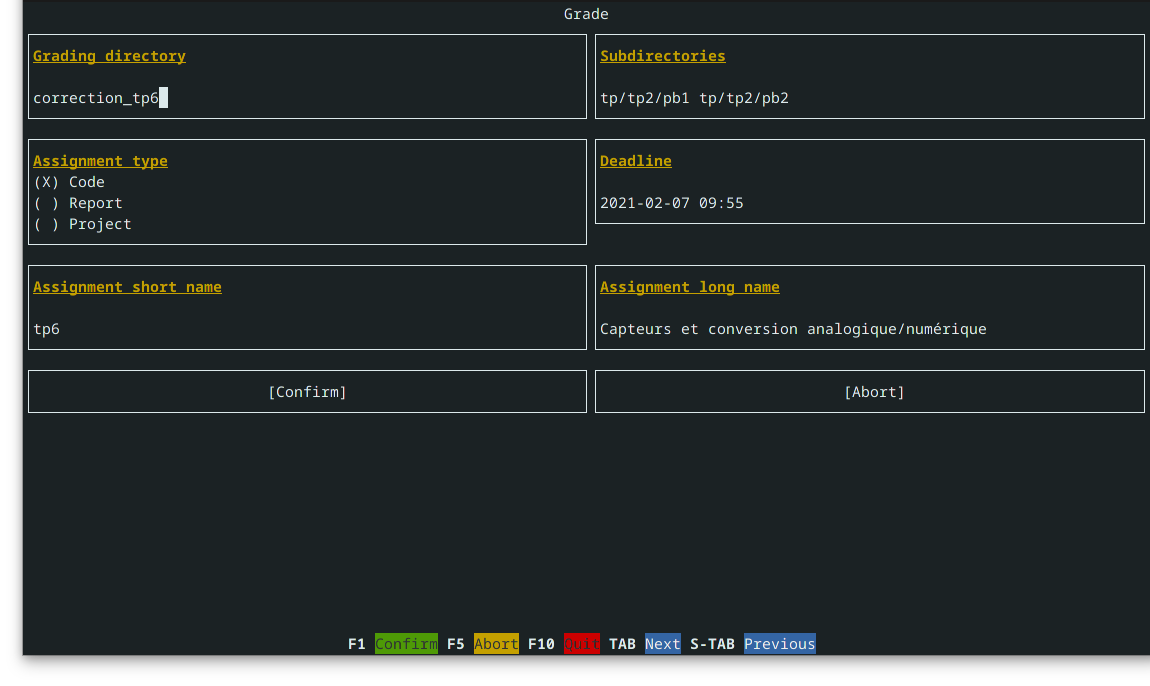 Grade
Grading directory
correction_tp6
Subdirectories
tp/tp2/pb1 tp/tp2/pb2
Assignment type
(X) Code
( ) Report
( ) Project
Deadline
2021-02-07 09:55
Assignment short name
tp6
Assignment long name
Capteurs et conversion analogique/numérique
[Confirm]
[Abort]
F1 Confirm F5 Abort F10 Quit TAB Next S-TAB Previous